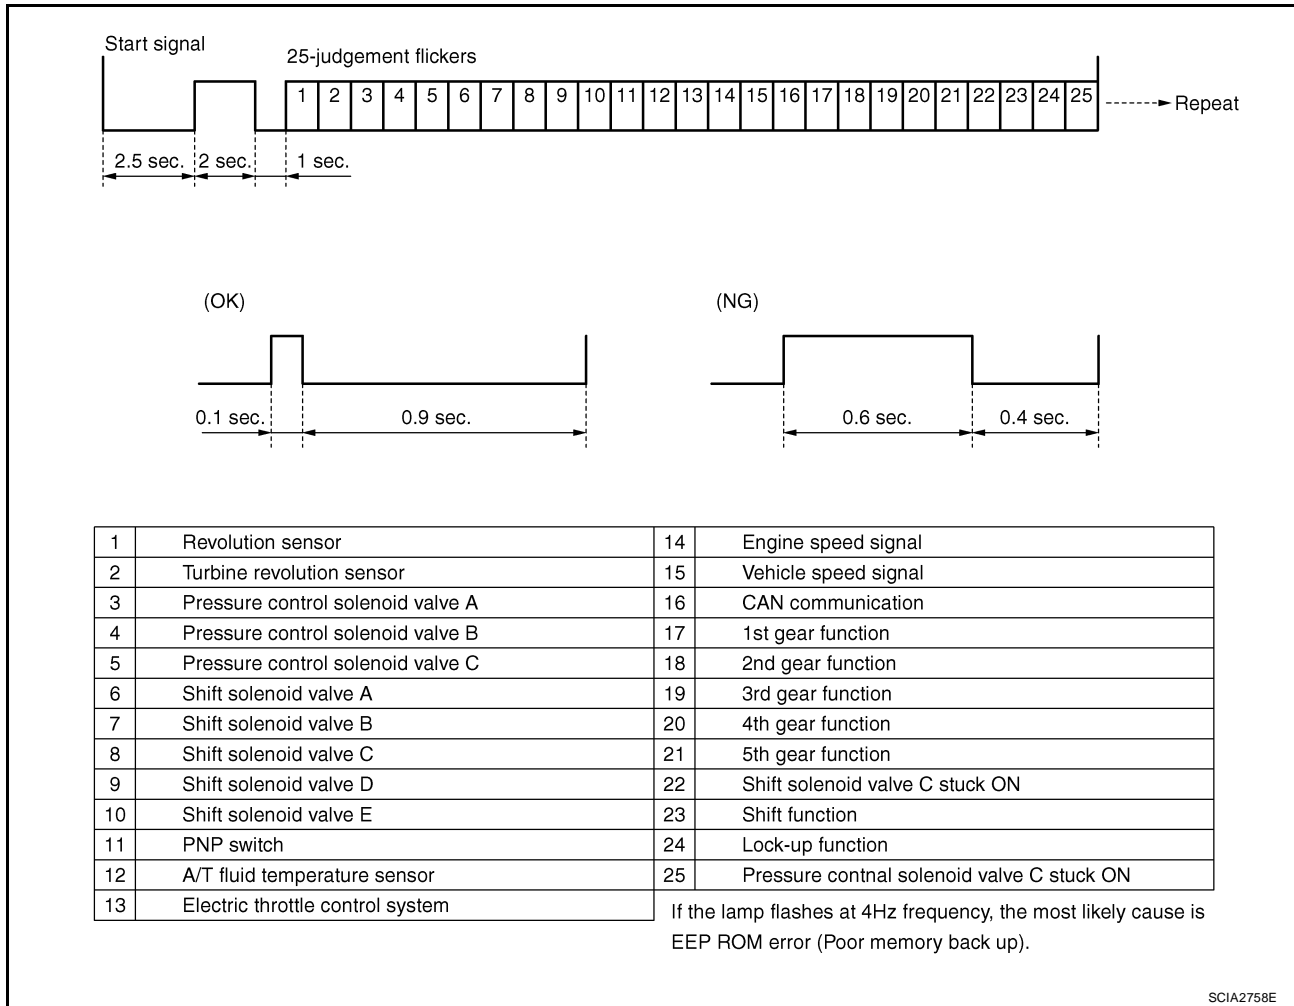 Start signal
25-judgement flickers
1 2 3 4 5 6 7 8 9 10 11 12 13 14 15 16 17 18 19 20 21 22 23 24 25
Repeat
2.5 sec. 2 sec. 1 sec.
(OK) (NG)
0.1 sec. 0.9 sec. 0.6 sec. 0.4 sec.
1 Revolution sensor 14 Engine speed signal
2 Turbine revolution sensor 15 Vehicle speed signal
3 Pressure control solenoid valve A 16 CAN communication
4 Pressure control solenoid valve B 17 1st gear function
5 Pressure control solenoid valve C 18 2nd gear function
6 Shift solenoid valve A 19 3rd gear function
7 Shift solenoid valve B 20 4th gear function
8 Shift solenoid valve C 21 5th gear function
9 Shift solenoid valve D 22 Shift solenoid valve C stuck ON
10 Shift solenoid valve E 23 Shift function
11 PNP switch 24 Lock-up function
12 A/T fluid temperature sensor 25 Pressure contnal solenoid valve C stuck ON
13 Electric throttle control system
If the lamp flashes at 4Hz frequency, the most likely cause is
EEP ROM error (Poor memory back up).
SCIA2758E